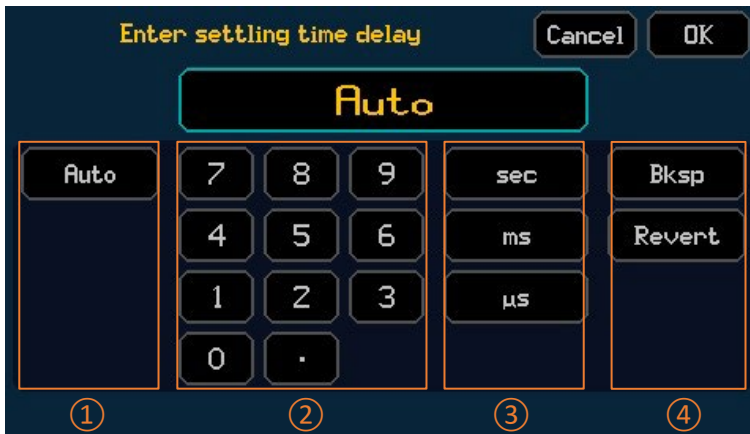 Enter settling time delay Cancel OK
Auto
Auto 7 8 9 sec Bksp
4 5 6 ms Revert
1 2 3 µs
0 .
① ② ③ ④